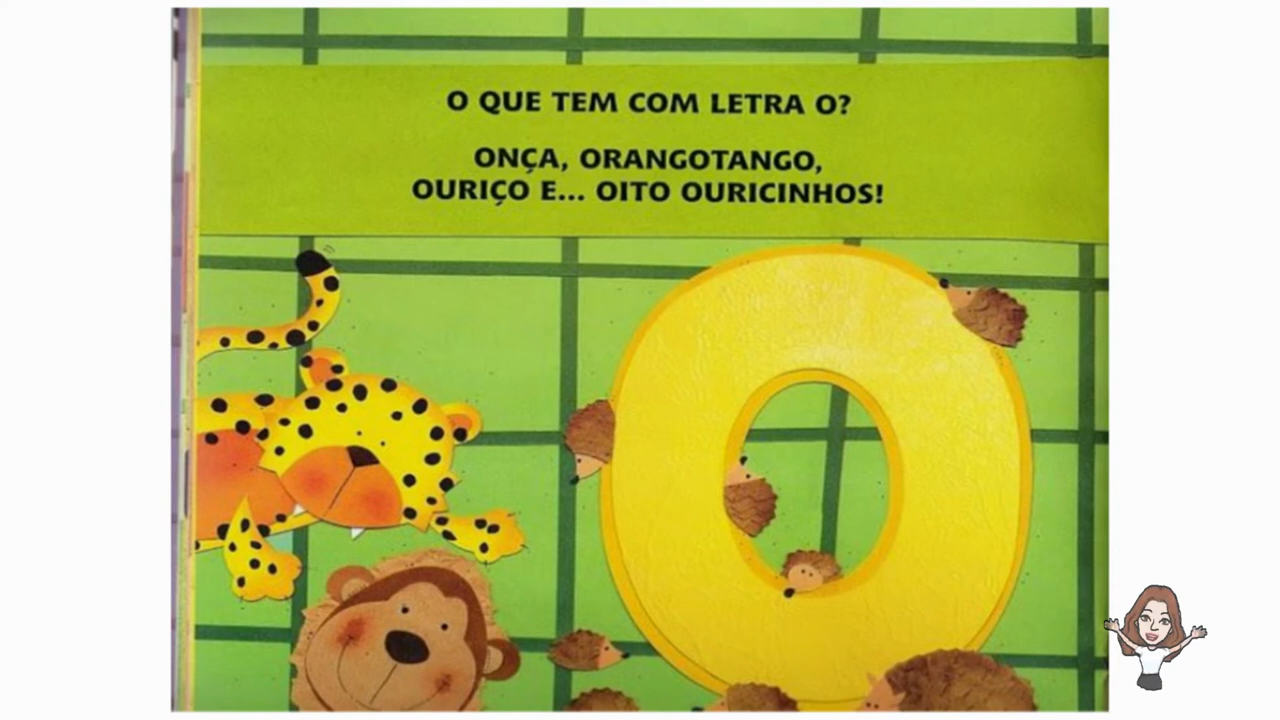 O QUE TEM COM LETRA O?
ONÇA, ORANGOTANGO,
OURIÇO E... OITO OURICINHOS!